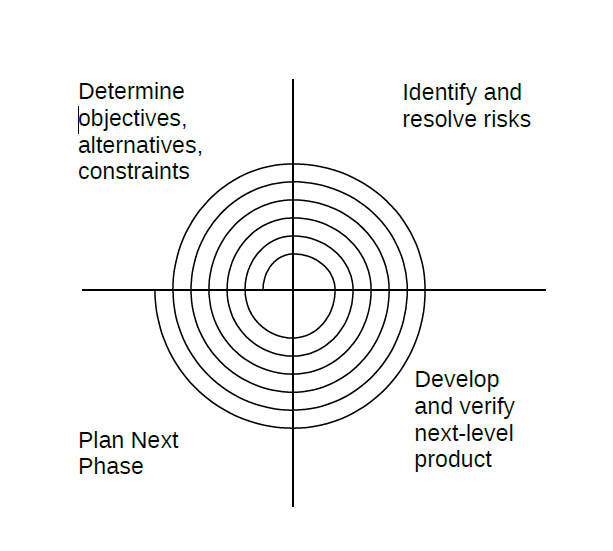 Determine
objectives,
alternatives,
constraints
Identify and
resolve risks
Develop
and verify
next-level
product
Plan Next
Phase